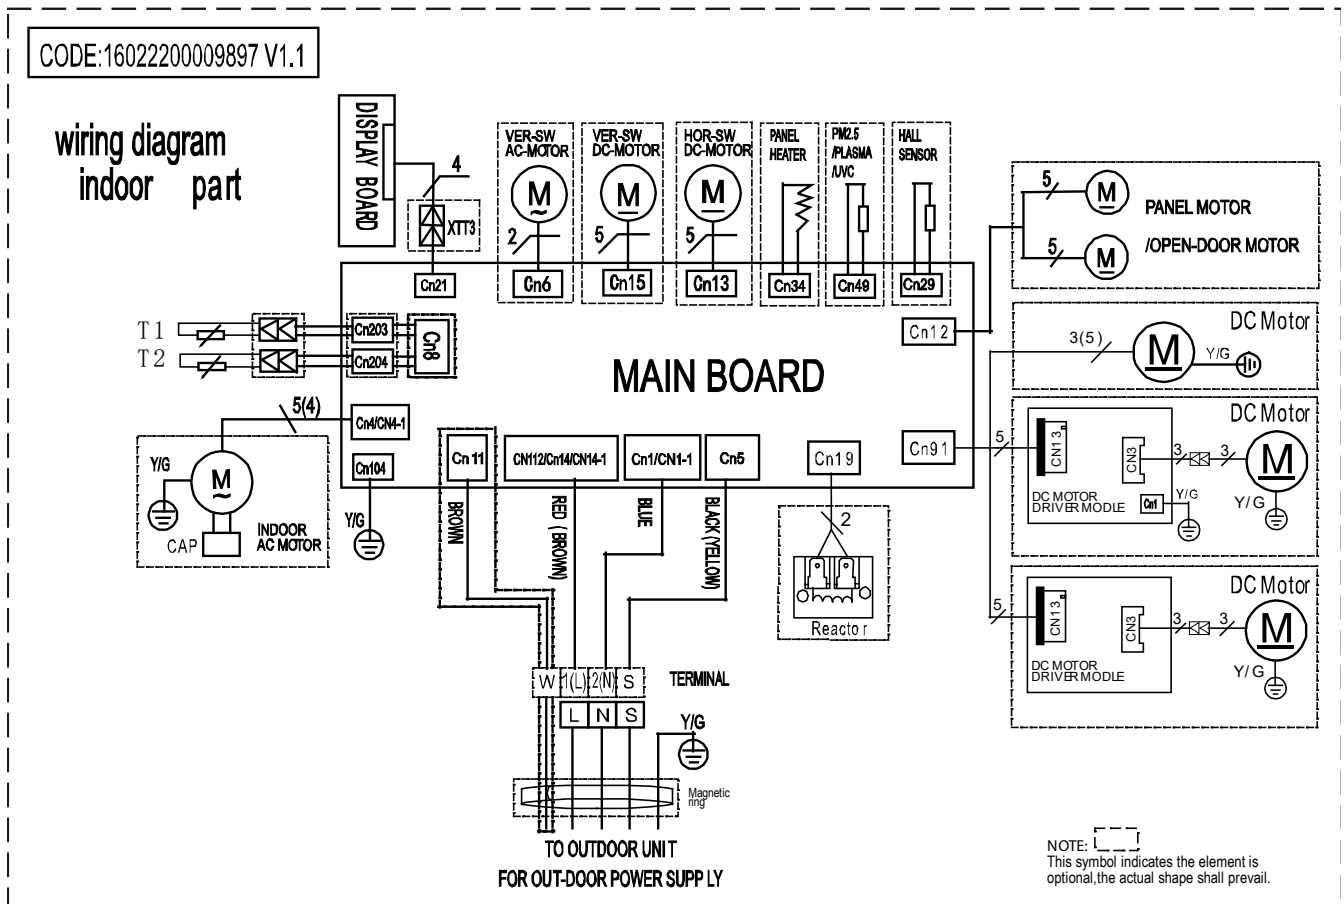 CODE:16022200009897 V1.1
wiring diagram
indoor part
DISPLAY BOARD
4
XTT3
Cn21
VER-SW
AC-MOTOR
M
~
2
Cn6
VER-SW
DC-MOTOR
M
5
Cn15
HOR-SW
DC-MOTOR
M
5
Cn13
PANEL
HEATER
Cn34
PM2.5
/PLASMA
/UVC
Cn49
HALL
SENSOR
Cn29
5
M
5
M
PANEL MOTOR
/OPEN-DOOR MOTOR
T1
T2
Cn203
Cn204
Cn8
MAIN BOARD
Cn12
DC Motor
3(5)
M
Y/G
5(4)
Cn4/CN4-1
Cn104
Y/G
Y/G
M
~
CAP
INDOOR
AC MOTOR
Cn11
CN112/Cn14/CN14-1
Cn1/CN1-1
Cn5
Cn19
Cn91
BROWN
RED (BROWN)
BLUE
BLACK(YELLOW)
2
Reactor
5
CN13
CN3
DC MOTOR
DRIVER MODLE
Cn1
Y/G
3
3
DC Motor
M
Y/G
5
CN13
CN3
DC MOTOR
DRIVER MODLE
3
3
DC Motor
M
Y/G
W 1(L) 2(N) S
TERMINAL
L N S
Y/G
Magnetic
ring
TO OUTDOOR UNIT
FOR OUT-DOOR POWER SUPPLY
NOTE:
This symbol indicates the element is
optional,the actual shape shall prevail.